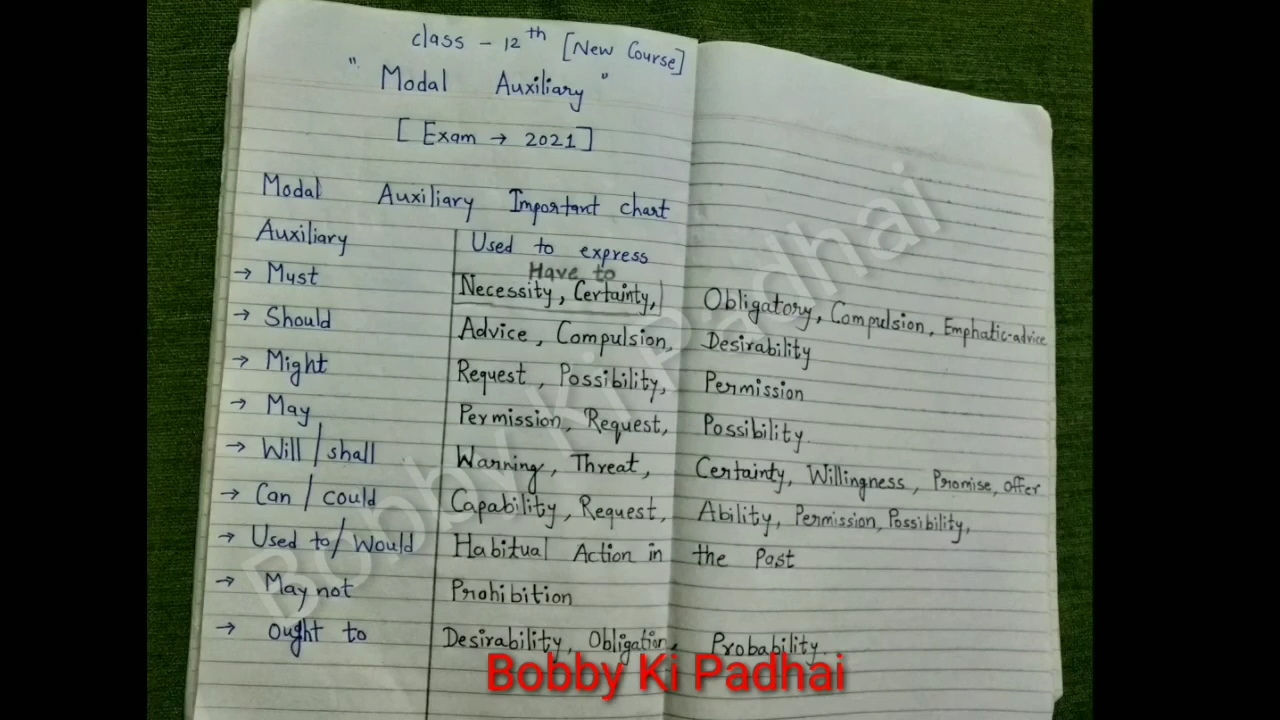 class - 12th [New Course]
" Modal Auxiliary "
[ Exam → 2021 ]
Modal Auxiliary Important chart
Auxiliary Used to express
Have to
→ Must Necessity, Certainty, Obligatory, Compulsion, Emphatic-advice
→ Should Advice, Compulsion, Desirability
→ Might Request, Possibility, Permission
→ May Permission, Request, Possibility.
→ Will / shall Warning, Threat, Certainty, Willingness, Promise, offer
→ Can / could Capability, Request, Ability, Permission, Possibility,
→ Used to / Would Habitual Action in the Past
→ May not Prohibition
→ ought to Desirability, Obligation, Probability.
Bobby Ki Padhai
Bobby Ki Padhai